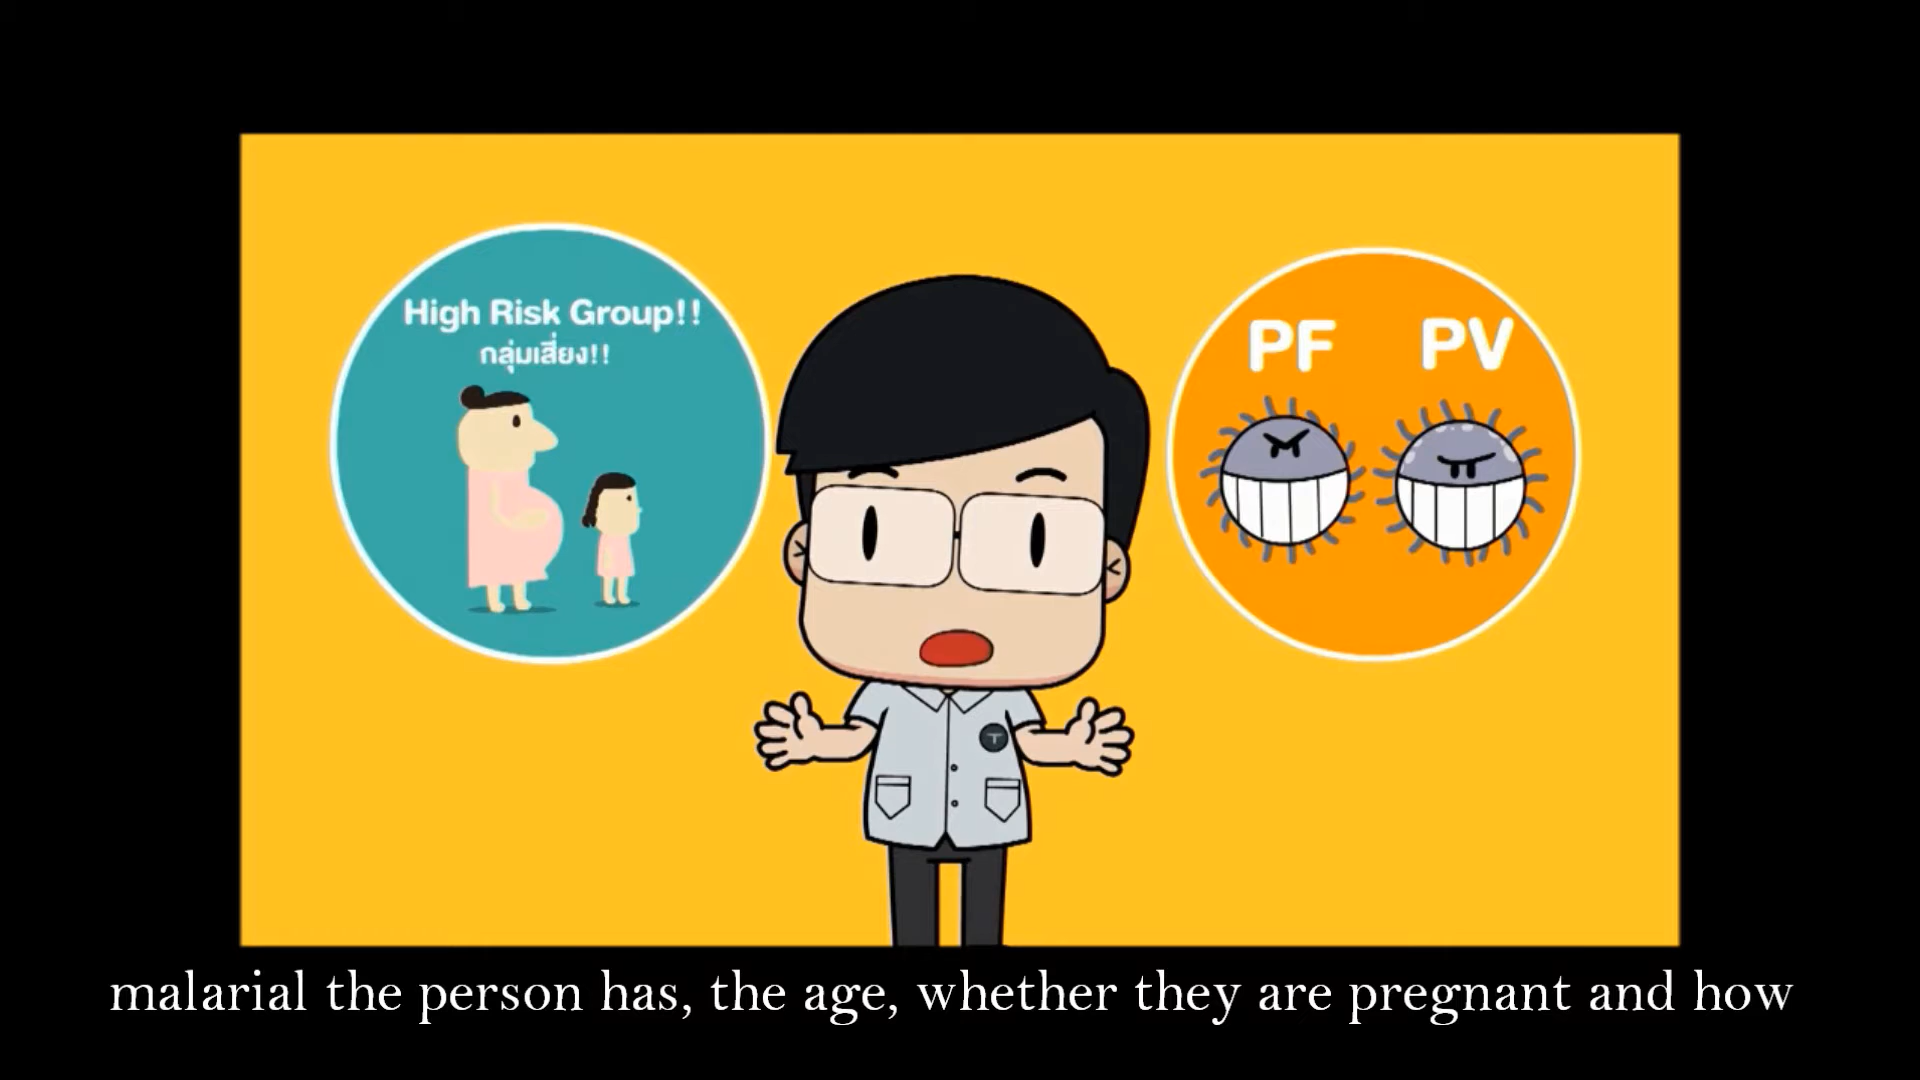 High Risk Group!!
กลุ่มเสี่ยง!!
PF PV
malarial the person has, the age, whether they are pregnant and how